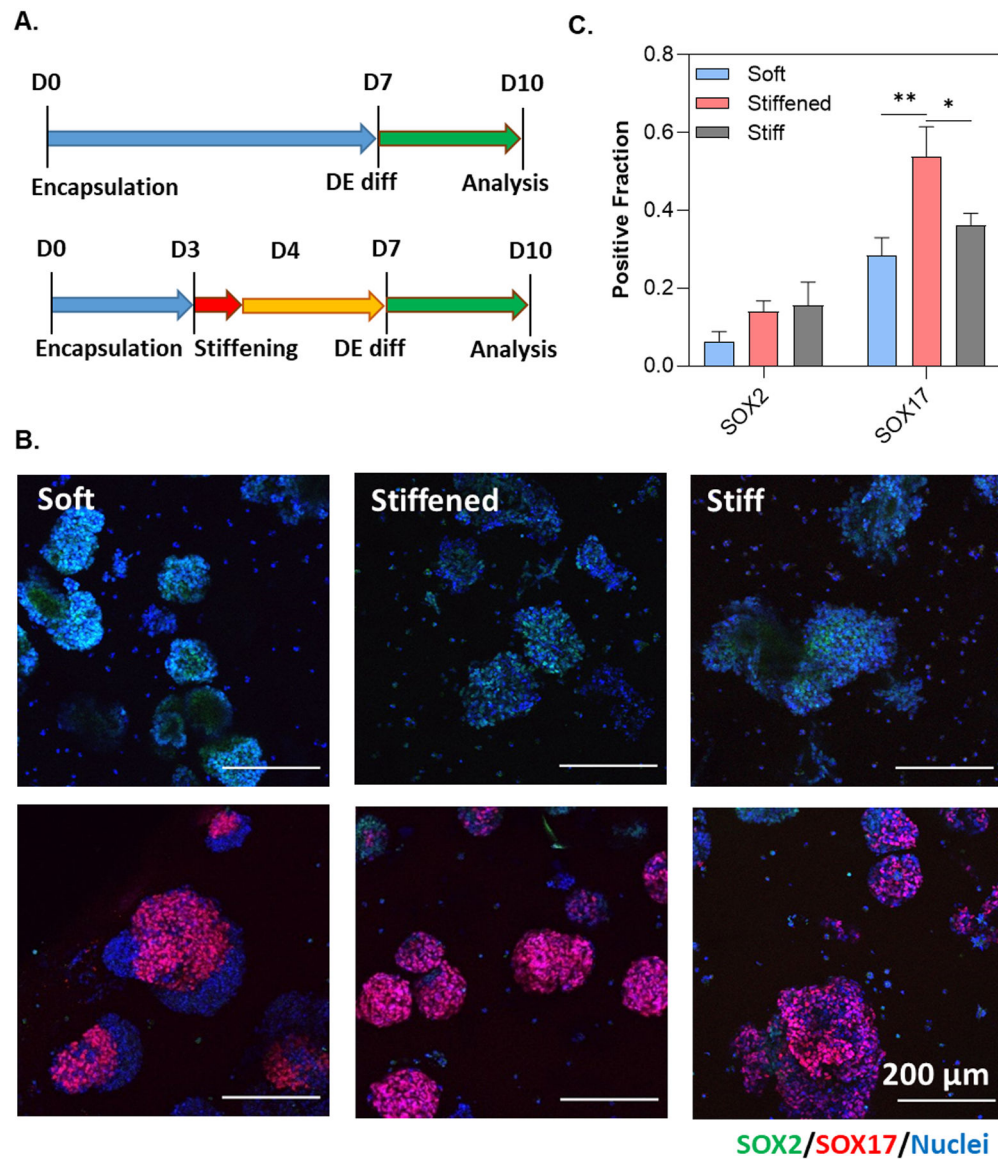 A.
D0 D7 D10
Encapsulation DE diff Analysis
D0 D3 D4 D7 D10
Encapsulation Stiffening DE diff Analysis
C.
0.8
0.6
0.4
0.2
0.0
Positive Fraction
Soft
Stiffened
Stiff
** *
SOX2 SOX17
B.
Soft Stiffened Stiff
200 μm
SOX2/SOX17/Nuclei